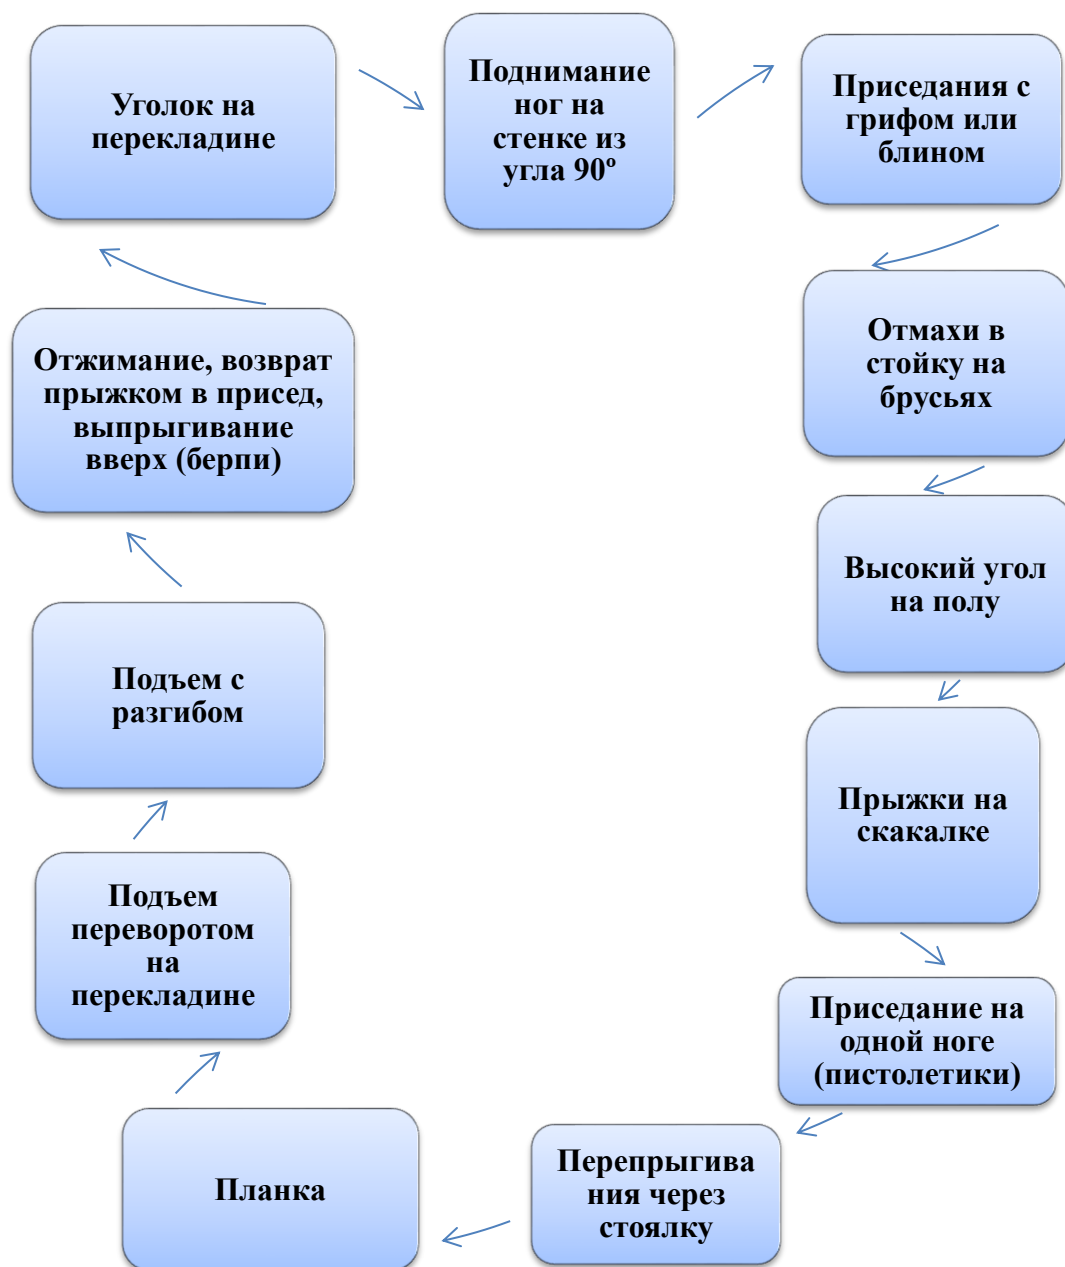 Уголок на
перекладине
Поднимание
ног на
стенке из
угла 90º
Приседания с
грифом или
блином
Отмахи в
стойку на
брусьях
Высокий угол
на полу
Прыжки на
скакалке
Приседание на
одной ноге
(пистолетики)
Перепрыгива
ния через
стоялку
Планка
Подъем
переворотом
на
перекладине
Подъем с
разгибом
Отжимание, возврат
прыжком в присед,
выпрыгивание
вверх (берпи)